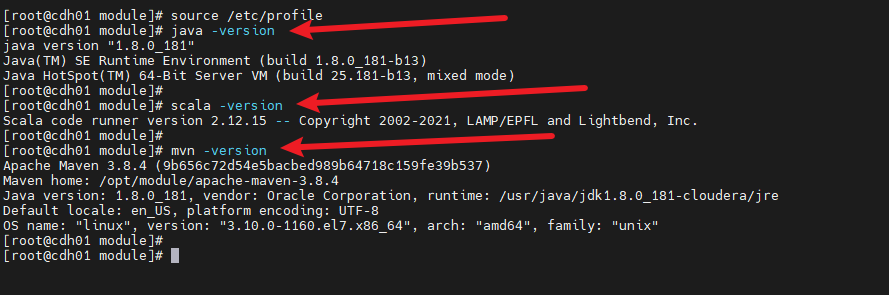 [root@cdh01 module]# source /etc/profile
[root@cdh01 module]# java -version
java version "1.8.0_181"
Java(TM) SE Runtime Environment (build 1.8.0_181-b13)
Java HotSpot(TM) 64-Bit Server VM (build 25.181-b13, mixed mode)
[root@cdh01 module]#
[root@cdh01 module]# scala -version
Scala code runner version 2.12.15 -- Copyright 2002-2021, LAMP/EPFL and Lightbend, Inc.
[root@cdh01 module]#
[root@cdh01 module]# mvn -version
Apache Maven 3.8.4 (9b656c72d54e5bacbed989b64718c159fe39b537)
Maven home: /opt/module/apache-maven-3.8.4
Java version: 1.8.0_181, vendor: Oracle Corporation, runtime: /usr/java/jdk1.8.0_181-cloudera/jre
Default locale: en_US, platform encoding: UTF-8
OS name: "linux", version: "3.10.0-1160.el7.x86_64", arch: "amd64", family: "unix"
[root@cdh01 module]#
[root@cdh01 module]#